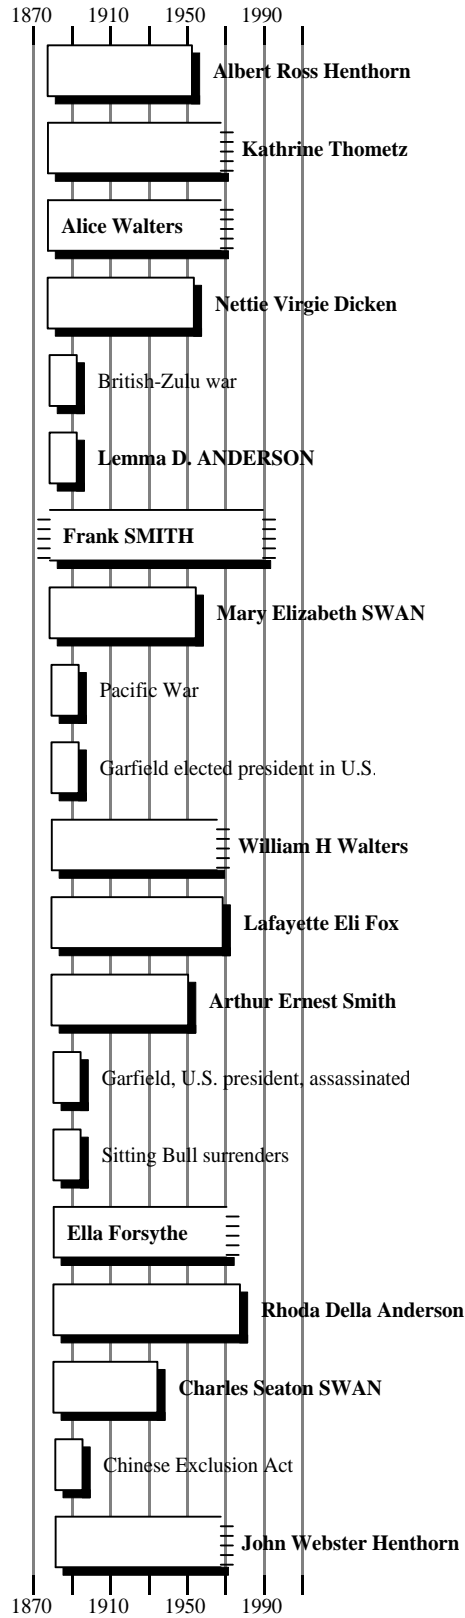 1870 1910 1950 1990
Albert Ross Henthorn
Kathrine Thometz
Alice Walters
Nettie Virgie Dicken
British-Zulu war
Lemma D. ANDERSON
Frank SMITH
Mary Elizabeth SWAN
Pacific War
Garfield elected president in U.S.
William H Walters
Lafayette Eli Fox
Arthur Ernest Smith
Garfield, U.S. president, assassinated
Sitting Bull surrenders
Ella Forsythe
Rhoda Della Anderson
Charles Seaton SWAN
Chinese Exclusion Act
John Webster Henthorn
1870 1910 1950 1990